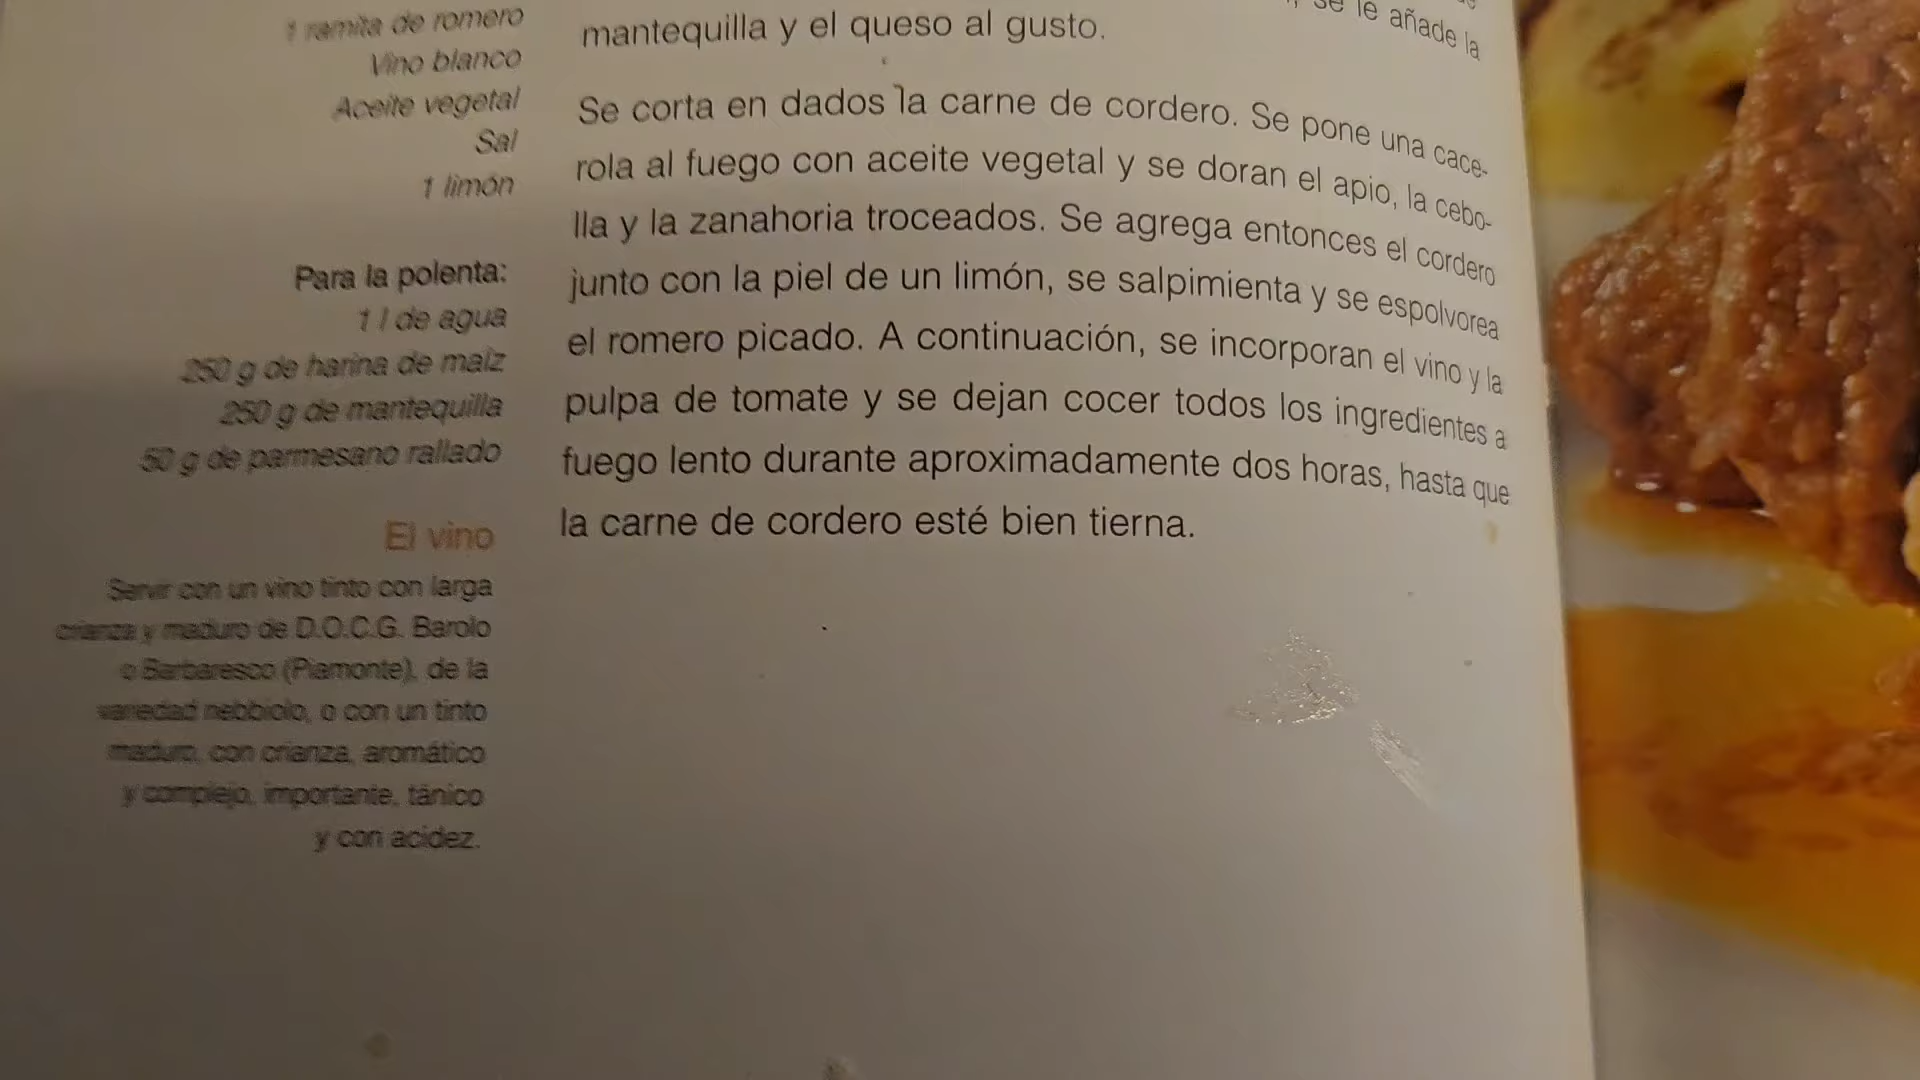 1 ramita de romero
Vino blanco
Aceite vegetal
Sal
1 limón
Para la polenta:
1 l de agua
250 g de harina de maíz
250 g de mantequilla
50 g de parmesano rallado
El vino
Servir con un vino tinto con larga
crianza y maduro de D.O.C.G. Barolo
o Barbaresco (Piamonte), de la
variedad nebbiolo, o con un tinto
maduro, con crianza, aromático
y complejo, importante, tánico
y con acidez.
se le añade la
mantequilla y el queso al gusto.
Se corta en dados la carne de cordero. Se pone una cace-
rola al fuego con aceite vegetal y se doran el apio, la cebo-
lla y la zanahoria troceados. Se agrega entonces el cordero
junto con la piel de un limón, se salpimienta y se espolvorea
el romero picado. A continuación, se incorporan el vino y la
pulpa de tomate y se dejan cocer todos los ingredientes a
fuego lento durante aproximadamente dos horas, hasta que
la carne de cordero esté bien tierna.